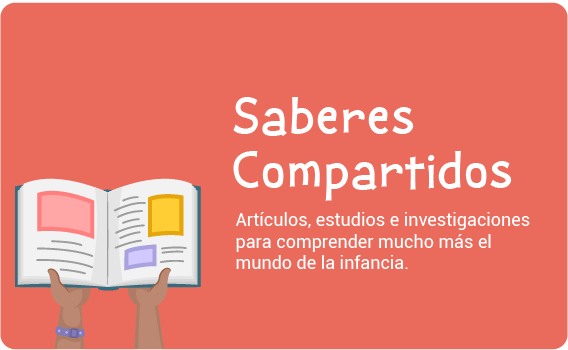 Saberes
Compartidos
Artículos, estudios e investigaciones
para comprender mucho más el
mundo de la infancia.